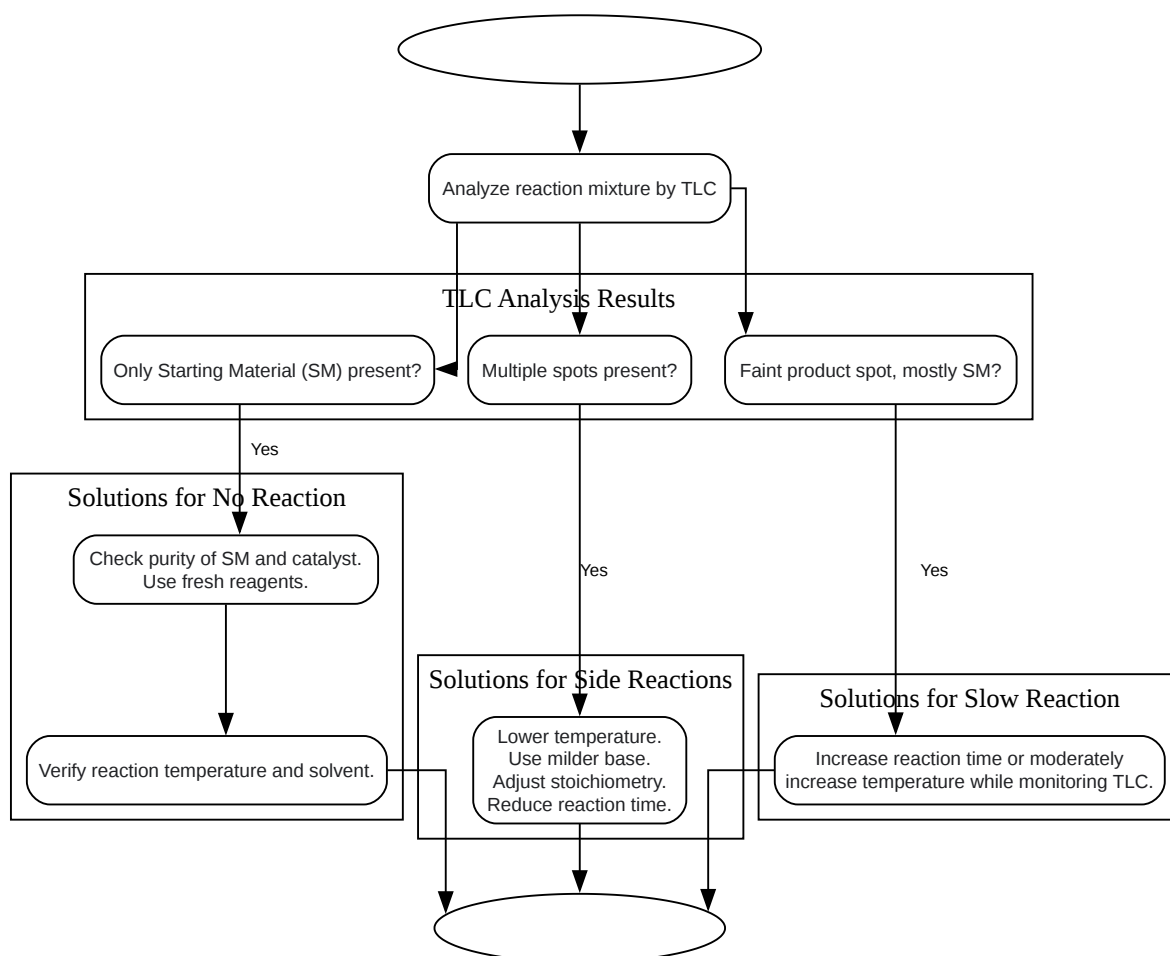 Analyze reaction mixture by TLC
TLC Analysis Results
Only Starting Material (SM) present?
Multiple spots present?
Faint product spot, mostly SM?
Yes
Solutions for No Reaction
Check purity of SM and catalyst.
Use fresh reagents.
Yes
Yes
Solutions for Side Reactions
Solutions for Slow Reaction
Verify reaction temperature and solvent.
Lower temperature.
Use milder base.
Adjust stoichiometry.
Reduce reaction time.
Increase reaction time or moderately
increase temperature while monitoring TLC.